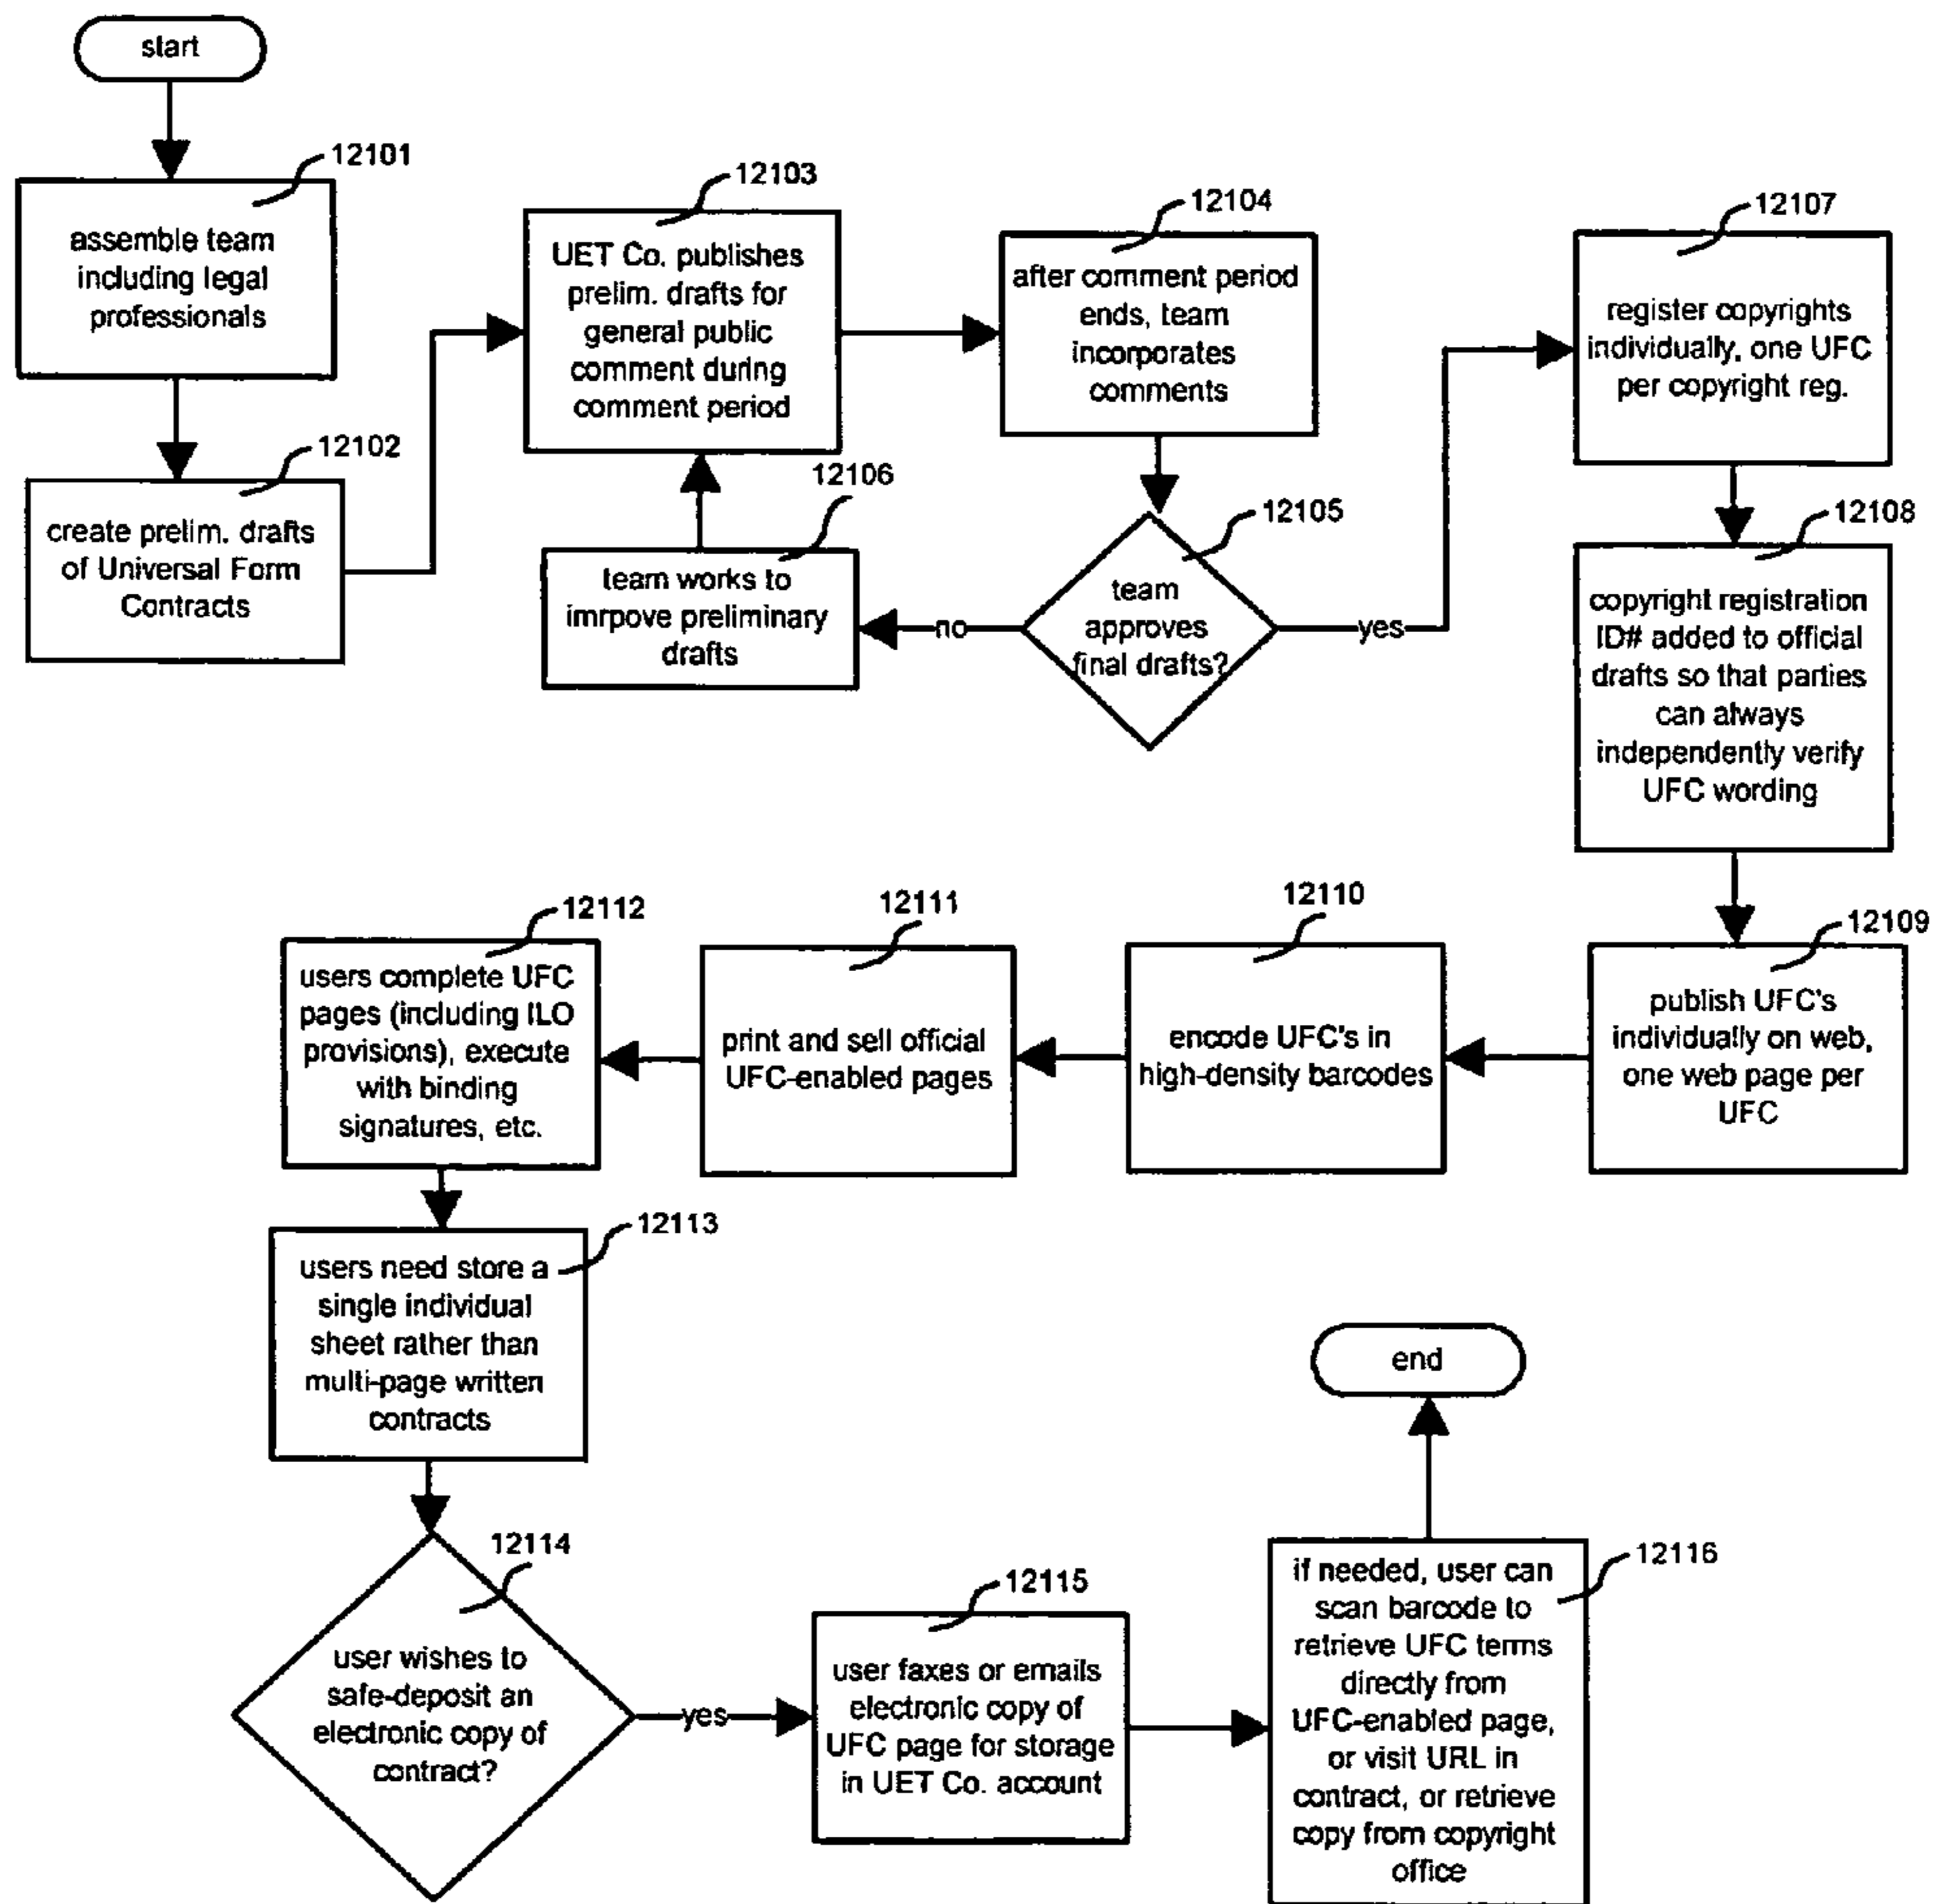 start
12101
assemble team
including legal
professionals
12102
create prelim. drafts
of Universal Form
Contracts
12103
UET Co. publishes
prelim. drafts for
general public
comment during
comment period
12104
after comment period
ends, team
incorporates
comments
12105
team
approves
final drafts?
no
yes
12106
team works to
imrpove preliminary
drafts
12107
register copyrights
individually, one UFC
per copyright reg.
12108
copyright registration
ID# added to official
drafts so that parties
can always
independently verify
UFC wording
12109
publish UFC's
individually on web,
one web page per
UFC
12110
encode UFC's in
high-density barcodes
12111
print and sell official
UFC-enabled pages
12112
users complete UFC
pages (including ILO
provisions), execute
with binding
signatures, etc.
12113
users need store a
single individual
sheet rather than
multi-page written
contracts
12114
user wishes to
safe-deposit an
electronic copy of
contract?
yes
12115
user faxes or emails
electronic copy of
UFC page for storage
in UET Co. account
12116
if needed, user can
scan barcode to
retrieve UFC terms
directly from
UFC-enabled page,
or visit URL in
contract, or retrieve
copy from copyright
office
end